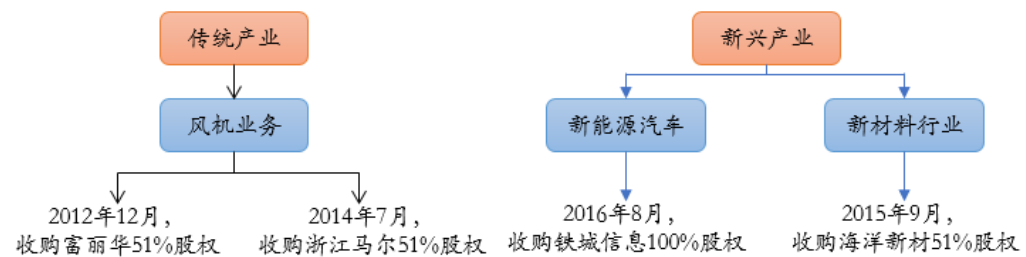 传统产业
新兴产业
风机业务
新能源汽车
新材料行业
2012年12月，
收购富丽华51%股权
2014年7月，
收购浙江马尔51%股权
2016年8月，
收购铁城信息100%股权
2015年9月，
收购海洋新材51%股权